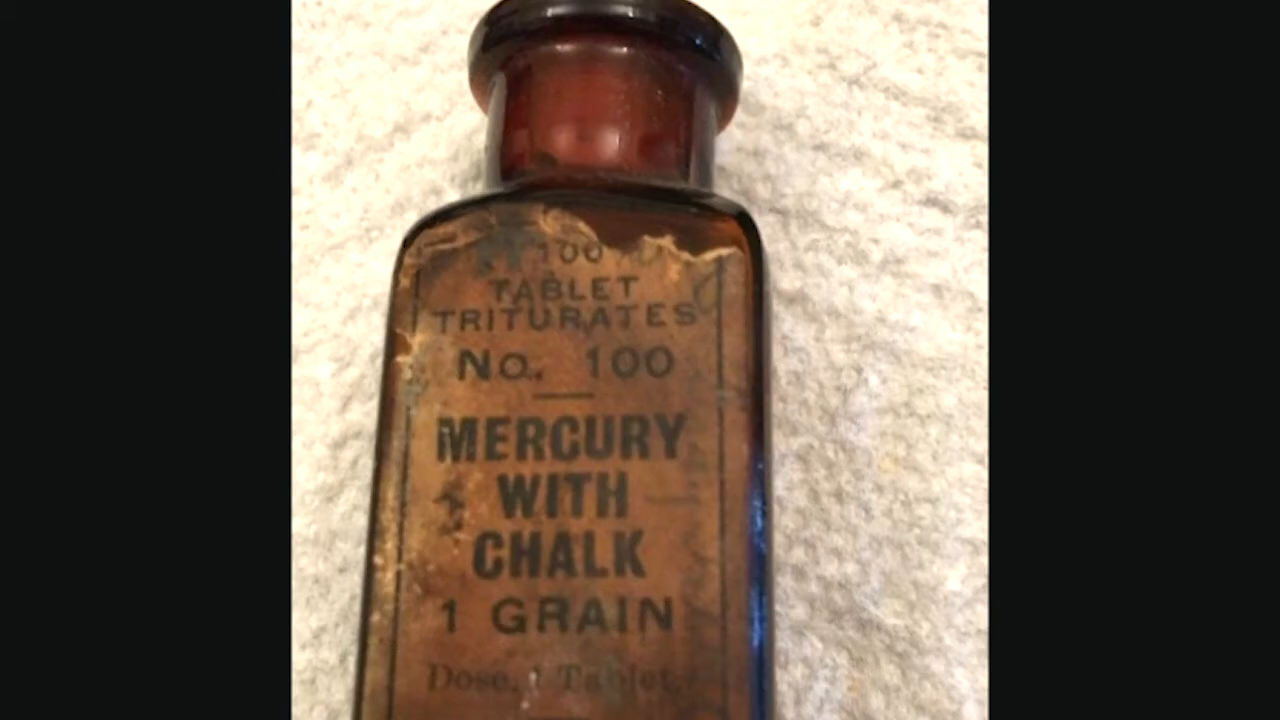 100
TABLET
TRITURATES
No. 100
MERCURY
WITH
CHALK
1 GRAIN
Dose, 1 Tablet.